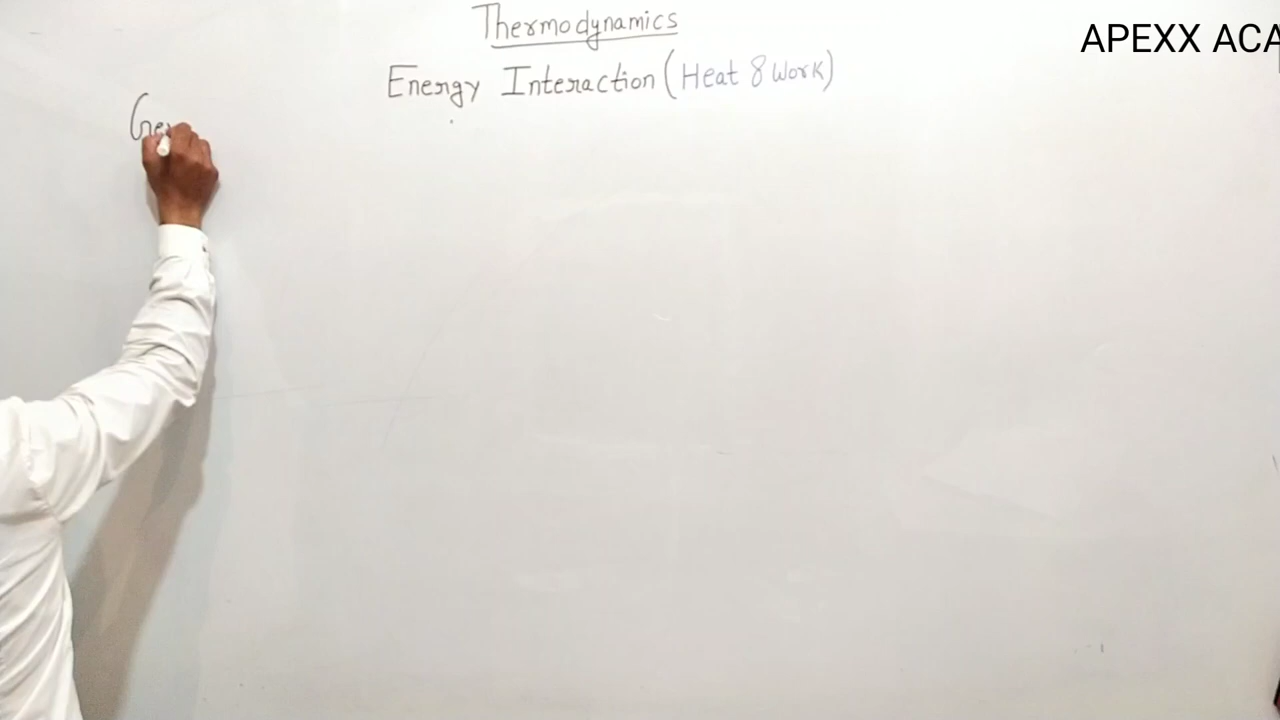 Thermodynamics
APEXX ACA
Energy Interaction (Heat & Work)